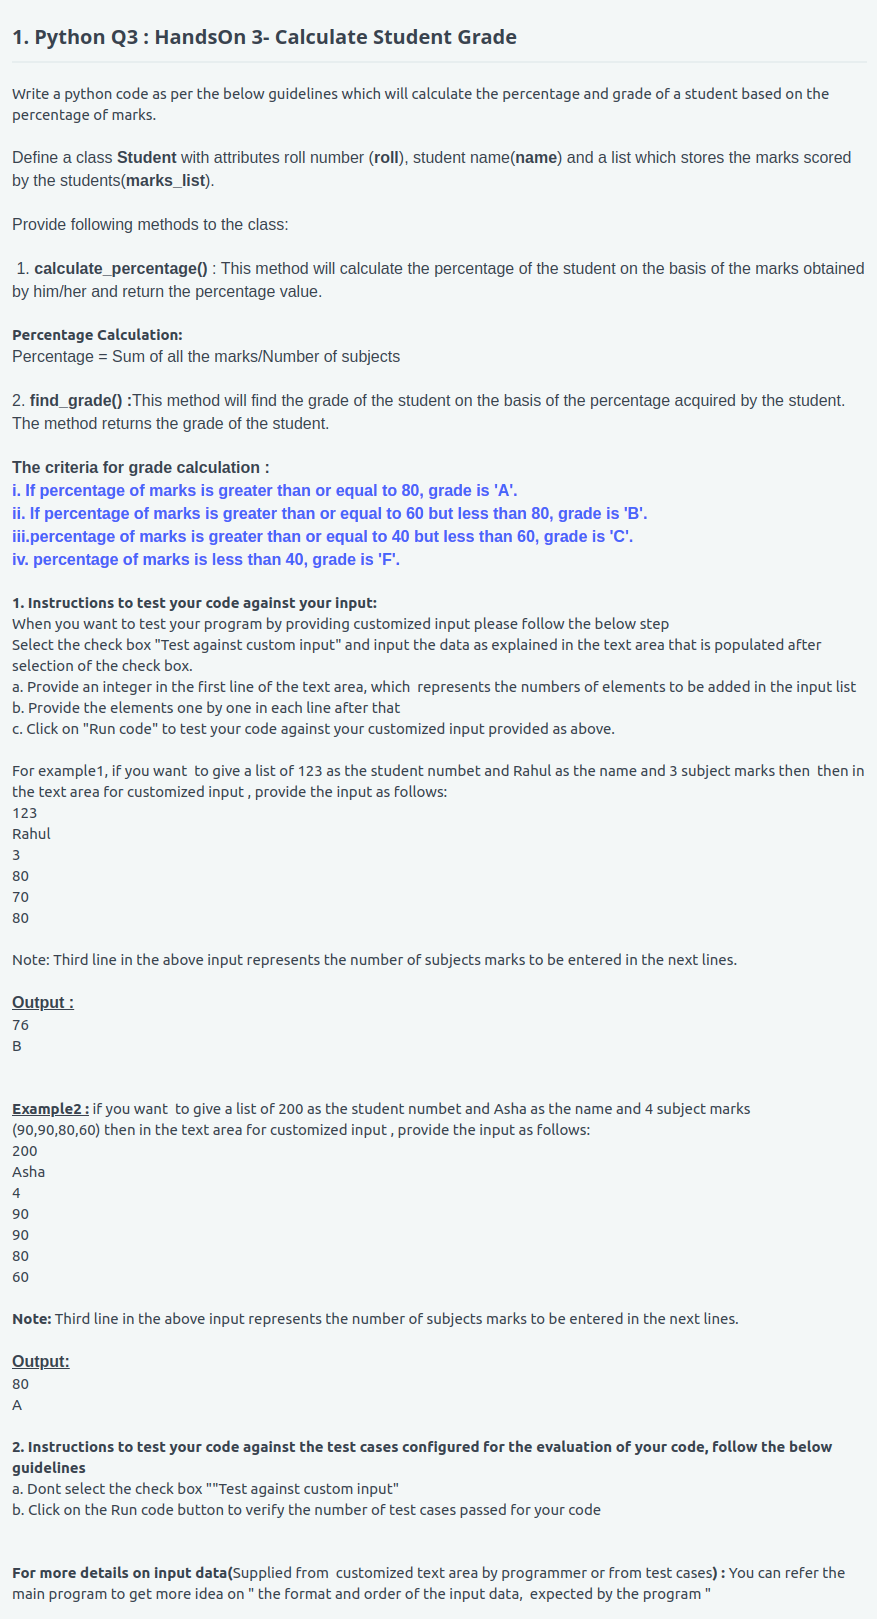 1. Python Q3 : HandsOn 3- Calculate Student Grade
Write a python code as per the below guidelines which will calculate the percentage and grade of a student based on the
percentage of marks.
Define a class Student with attributes roll number (roll), student name(name) and a list which stores the marks scored
by the students(marks_list).
Provide following methods to the class:
1. calculate_percentage() : This method will calculate the percentage of the student on the basis of the marks obtained
by him/her and return the percentage value.
Percentage Calculation:
Percentage = Sum of all the marks/Number of subjects
2. find_grade() :This method will find the grade of the student on the basis of the percentage acquired by the student.
The method returns the grade of the student.
The criteria for grade calculation :
i. If percentage of marks is greater than or equal to 80, grade is 'A'.
ii. If percentage of marks is greater than or equal to 60 but less than 80, grade is 'B'.
iii.percentage of marks is greater than or equal to 40 but less than 60, grade is 'C'.
iv. percentage of marks is less than 40, grade is 'F'.
1. Instructions to test your code against your input:
When you want to test your program by providing customized input please follow the below step
Select the check box "Test against custom input" and input the data as explained in the text area that is populated after
selection of the check box.
a. Provide an integer in the first line of the text area, which  represents the numbers of elements to be added in the input list
b. Provide the elements one by one in each line after that
c. Click on "Run code" to test your code against your customized input provided as above.
For example1, if you want  to give a list of 123 as the student numbet and Rahul as the name and 3 subject marks then  then in
the text area for customized input , provide the input as follows:
123
Rahul
3
80
70
80
Note: Third line in the above input represents the number of subjects marks to be entered in the next lines.
Output :
76
B
Example2 : if you want  to give a list of 200 as the student numbet and Asha as the name and 4 subject marks
(90,90,80,60) then in the text area for customized input , provide the input as follows:
200
Asha
4
90
90
80
60
Note: Third line in the above input represents the number of subjects marks to be entered in the next lines.
Output:
80
A
2. Instructions to test your code against the test cases configured for the evaluation of your code, follow the below
guidelines
a. Dont select the check box ""Test against custom input"
b. Click on the Run code button to verify the number of test cases passed for your code
For more details on input data(Supplied from  customized text area by programmer or from test cases) : You can refer the
main program to get more idea on " the format and order of the input data,  expected by the program "